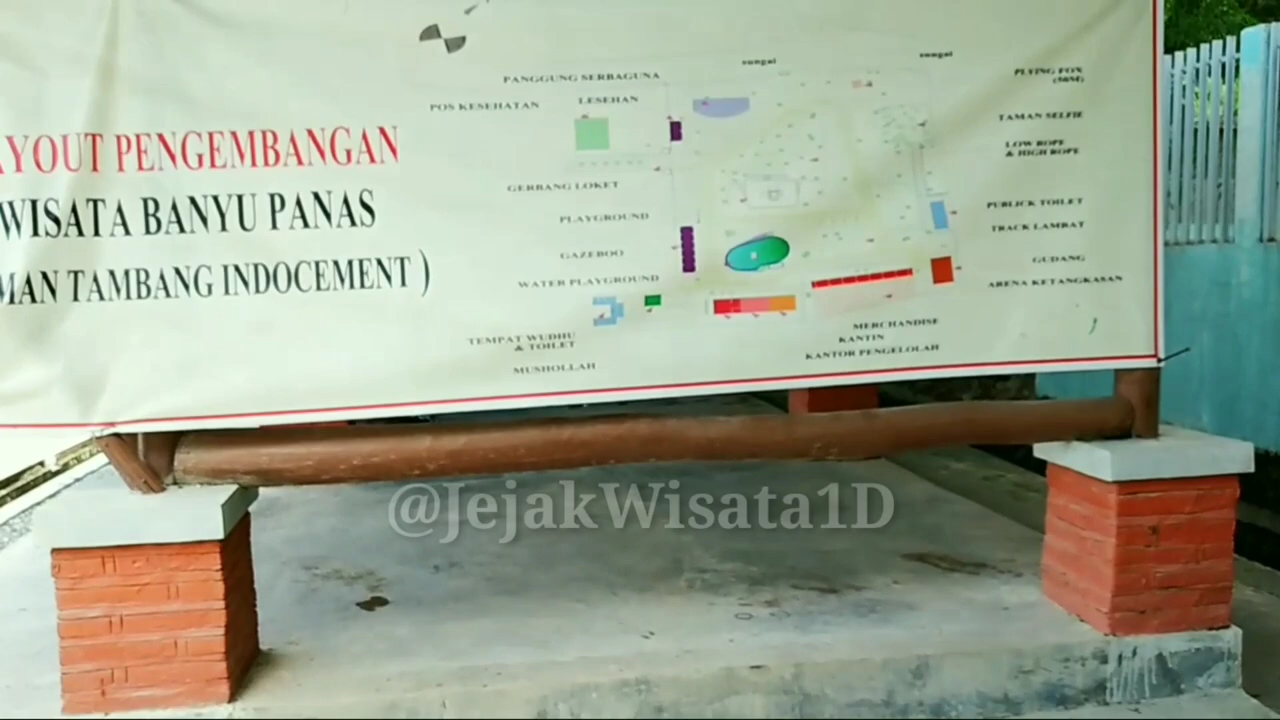 AYOUT PENGEMBANGAN
WISATA BANYU PANAS
MAN TAMBANG INDOCEMENT )
sungai
sungai
PANGGUNG SERBAGUNA
POS KESEHATAN
LESEHAN
GERBANG LOKET
PLAYGROUND
GAZEBOO
WATER PLAYGROUND
TEMPAT WUDHU
& TOILET
MUSHOLLAH
FLYING FOX
TAMAN SELFIE
LOW ROPE
& HIGH ROPE
PUBLICK TOILET
TRACK LAMBAT
GUDANG
ARENA KETANGKASAN
MERCHANDISE
KANTIN
KANTOR PENGELOLAH
@JejakWisata1D